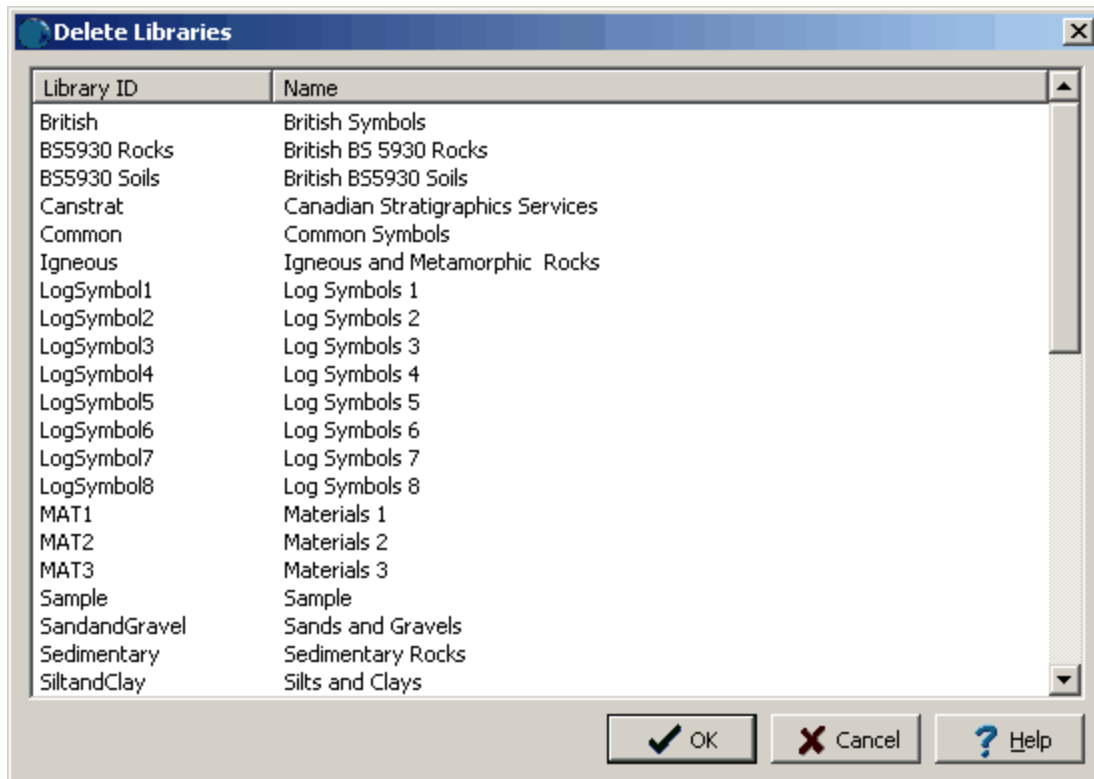 Delete Libraries
Library ID Name
British British Symbols
BS5930 Rocks British BS 5930 Rocks
BS5930 Soils British BS5930 Soils
Canstrat Canadian Stratigraphics Services
Common Common Symbols
Igneous Igneous and Metamorphic  Rocks
LogSymbol1 Log Symbols 1
LogSymbol2 Log Symbols 2
LogSymbol3 Log Symbols 3
LogSymbol4 Log Symbols 4
LogSymbol5 Log Symbols 5
LogSymbol6 Log Symbols 6
LogSymbol7 Log Symbols 7
LogSymbol8 Log Symbols 8
MAT1 Materials 1
MAT2 Materials 2
MAT3 Materials 3
Sample Sample
SandandGravel Sands and Gravels
Sedimentary Sedimentary Rocks
SiltandClay Silts and Clays
OK Cancel Help